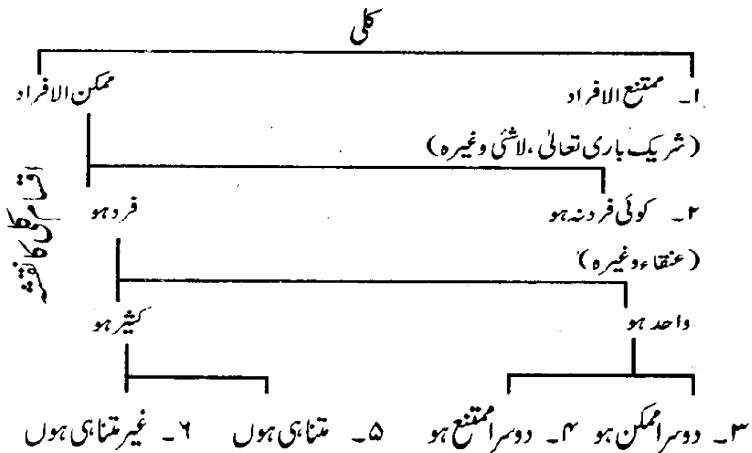 کلی
۱۔ ممتنع الافراد ممکن الافراد
(شریک باری تعالیٰ، لاشئی وغیرہ)
۲۔ کوئی فرد نہ ہو فرد ہو
(عنقاء وغیرہ)
واحد ہو کثیر ہو
۳۔ دوسرا ممکن ہو ۴۔ دوسرا ممتنع ہو ۵۔ متناہی ہوں ۶۔ غیر متناہی ہوں
اقسام کلی کا نقشہ